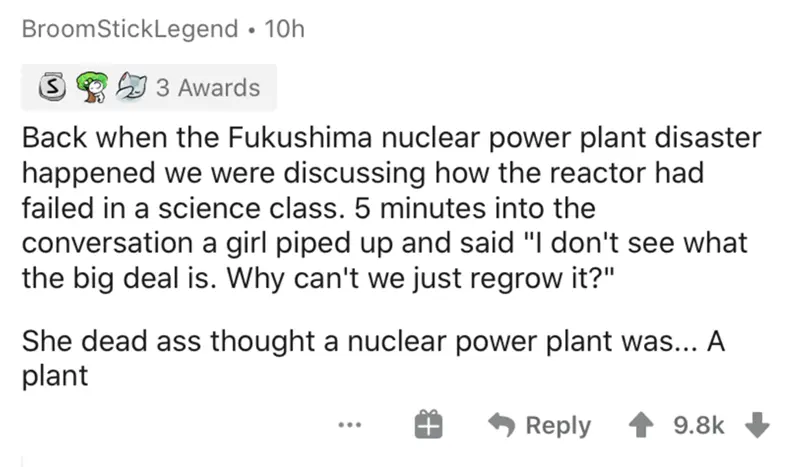 BroomStickLegend • 10h
S 3 Awards
Back when the Fukushima nuclear power plant disaster
happened we were discussing how the reactor had
failed in a science class. 5 minutes into the
conversation a girl piped up and said "I don't see what
the big deal is. Why can't we just regrow it?"
She dead ass thought a nuclear power plant was... A
plant
... Reply 9.8k